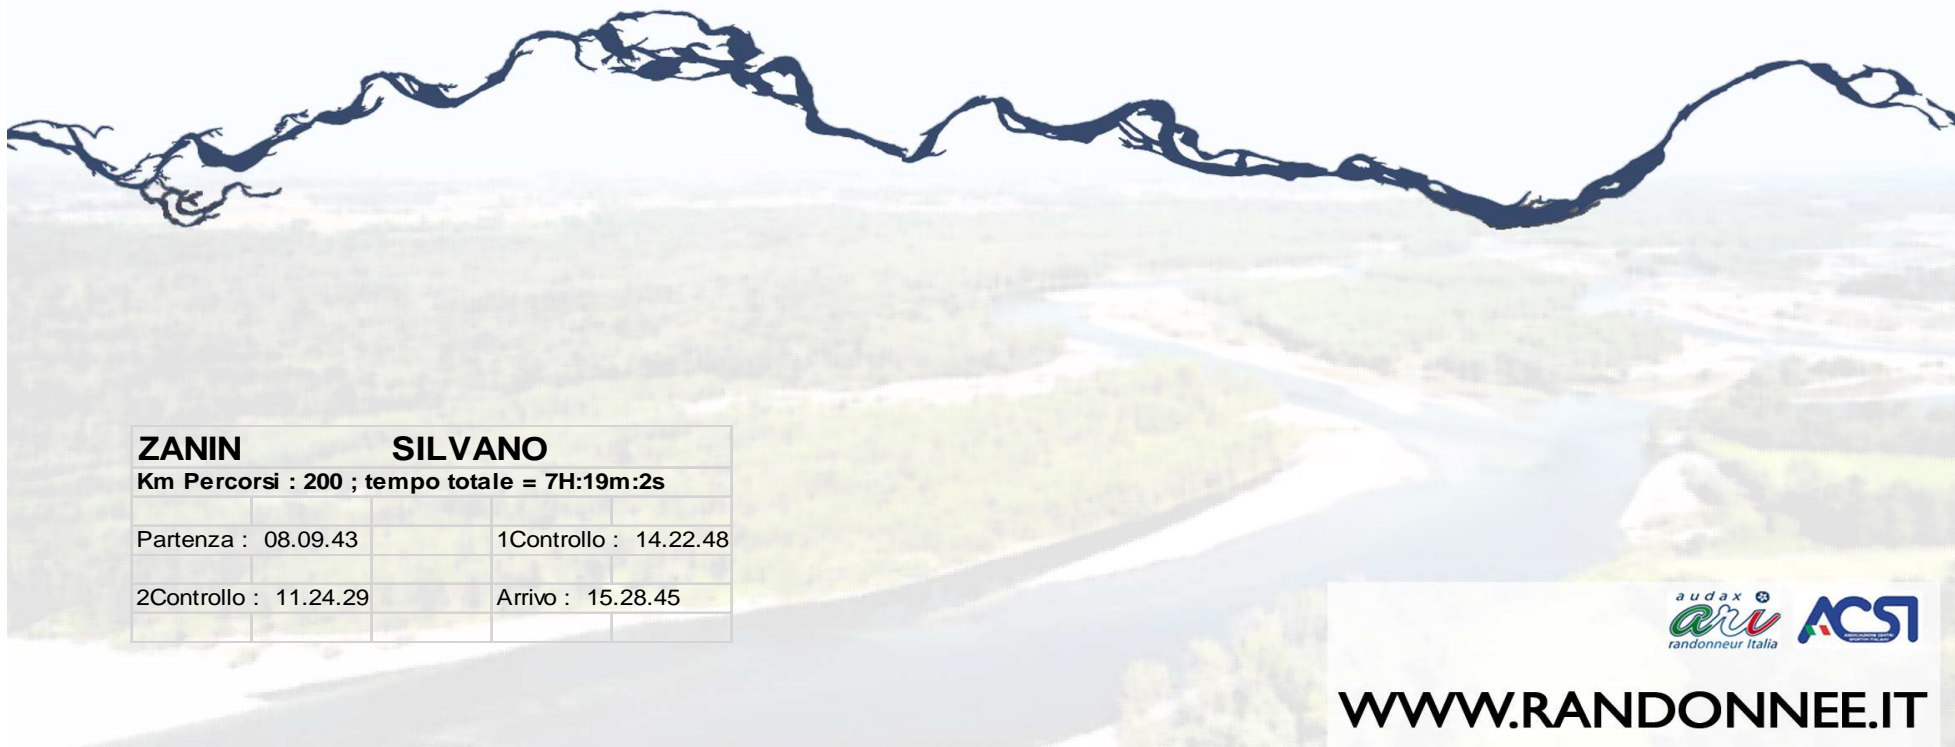 ZANIN SILVANO
Km Percorsi : 200 ; tempo totale = 7H:19m:2s
Partenza : 08.09.43 1Controllo : 14.22.48
2Controllo : 11.24.29 Arrivo : 15.28.45
audax
ari
randonneur Italia
ACSI
WWW.RANDONNEE.IT